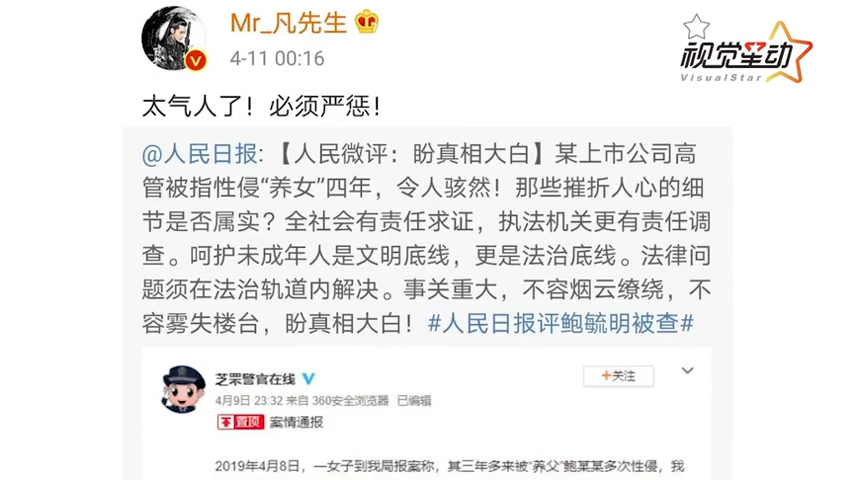 Mr_凡先生
4-11 00:16
视觉星动
VisualStar
太气人了！必须严惩！
@人民日报:【人民微评：盼真相大白】某上市公司高
管被指性侵“养女”四年，令人骇然！那些摧折人心的细
节是否属实？全社会有责任求证，执法机关更有责任调
查。呵护未成年人是文明底线，更是法治底线。法律问
题须在法治轨道内解决。事关重大，不容烟云缭绕，不
容雾失楼台，盼真相大白！#人民日报评鲍毓明被查#
芝罘警官在线
+关注
4月9日 23:32 来自 360安全浏览器 已编辑
置顶 案情通报
2019年4月8日，一女子到我局报案称，其三年多来被“养父”鲍某某多次性侵，我